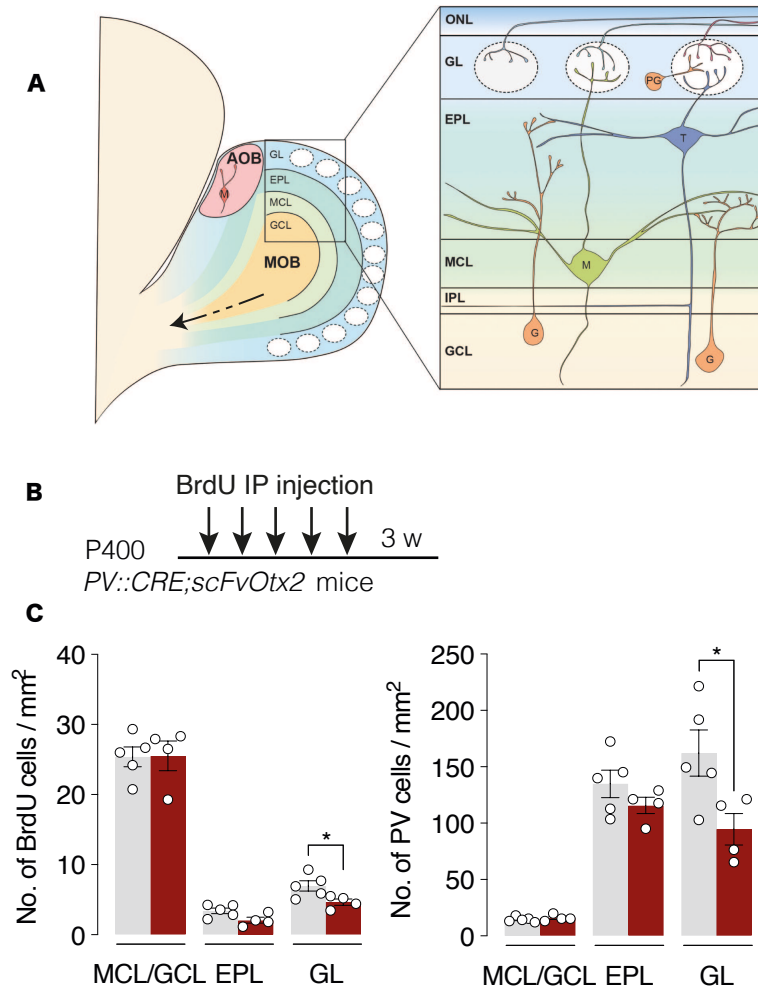 A
AOB
M
GL
EPL
MCL
GCL
MOB
ONL
GL
PG
EPL
T
MCL
M
IPL
G
GCL
G
B
BrdU IP injection
3 w
P400
PV::CRE;scFvOtx2 mice
C
No. of BrdU cells / mm²
40
30
20
10
0
*
MCL/GCL EPL GL
No. of PV cells / mm²
250
200
150
100
50
0
*
MCL/GCL EPL GL